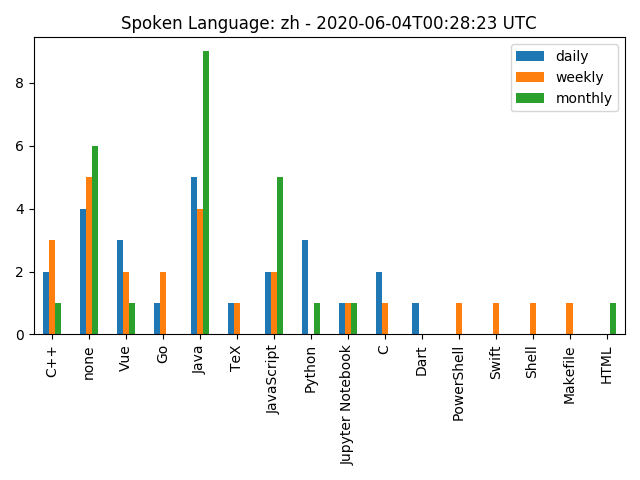 Spoken Language: zh - 2020-06-04T00:28:23 UTC
daily
weekly
monthly
8
6
4
2
0
C++
none
Vue
Go
Java
TeX
JavaScript
Python
Jupyter Notebook
C
Dart
PowerShell
Swift
Shell
Makefile
HTML